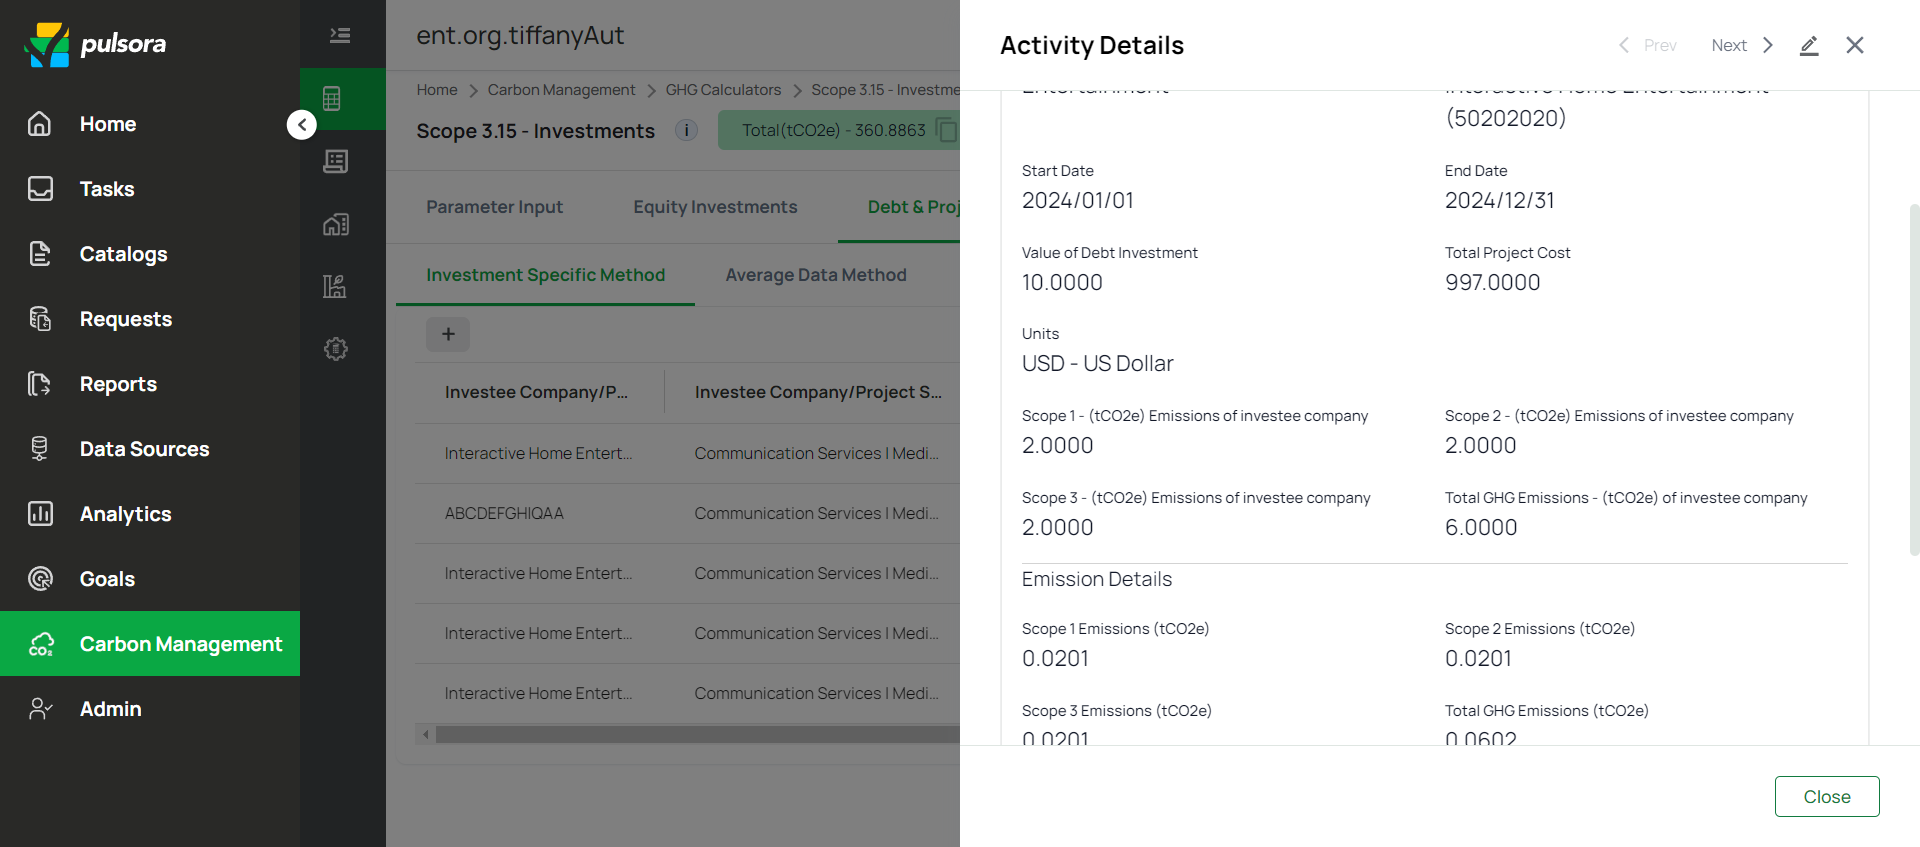 pulsora
Home
Tasks
Catalogs
Requests
Reports
Data Sources
Analytics
Goals
Carbon Management
Admin
ent.org.tiffanyAut
Home > Carbon Management > GHG Calculators > Scope 3.15 - Investme
Scope 3.15 - Investments i Total(tCO2e) - 360.8863
Parameter Input Equity Investments Debt & Proj
Investment Specific Method Average Data Method
+
Investee Company/P... Investee Company/Project S...
Interactive Home Entert... Communication Services | Medi...
ABCDEFGHIQAA Communication Services | Medi...
Interactive Home Entert... Communication Services | Medi...
Interactive Home Entert... Communication Services | Medi...
Interactive Home Entert... Communication Services | Medi...
Activity Details
Prev Next
Entertainment Interactive Home Entertainment
(50202020)
Start Date End Date
2024/01/01 2024/12/31
Value of Debt Investment Total Project Cost
10.0000 997.0000
Units
USD - US Dollar
Scope 1 - (tCO2e) Emissions of investee company Scope 2 - (tCO2e) Emissions of investee company
2.0000 2.0000
Scope 3 - (tCO2e) Emissions of investee company Total GHG Emissions - (tCO2e) of investee company
2.0000 6.0000
Emission Details
Scope 1 Emissions (tCO2e) Scope 2 Emissions (tCO2e)
0.0201 0.0201
Scope 3 Emissions (tCO2e) Total GHG Emissions (tCO2e)
0.0201 0.0602
Close